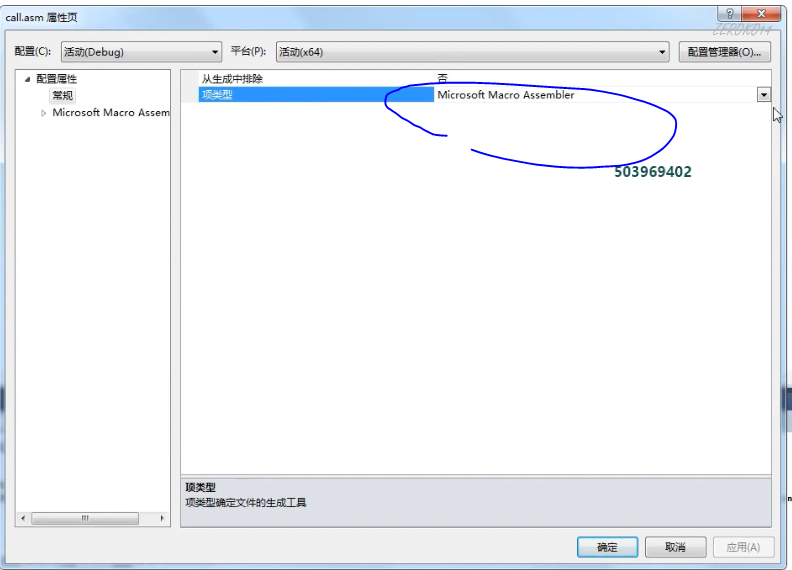 call.asm 属性页
ZEROKO14
配置(C): 活动(Debug) 平台(P): 活动(x64) 配置管理器(O)...
配置属性
常规
Microsoft Macro Assem
从生成中排除 否
项类型 Microsoft Macro Assembler
503969402
项类型
项类型确定文件的生成工具
确定 取消 应用(A)